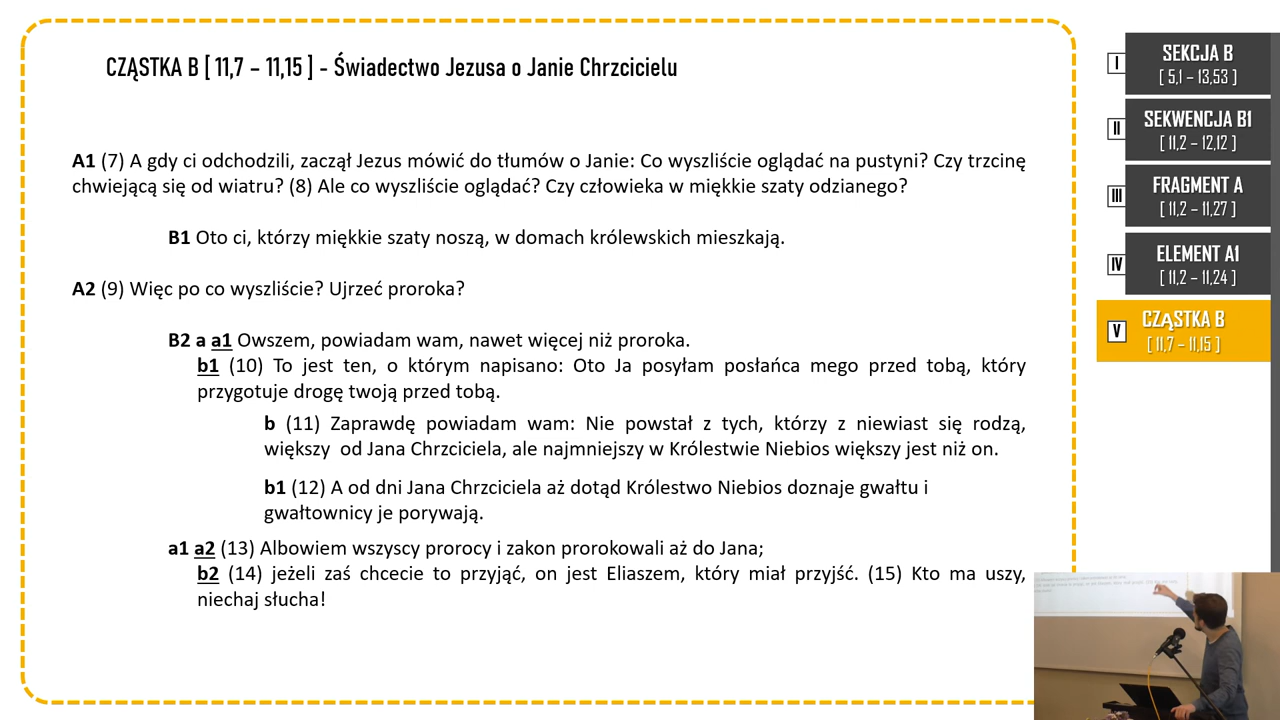 CZĄSTKA B [ 11,7 – 11,15 ] - Świadectwo Jezusa o Janie Chrzcicielu
A1 (7) A gdy ci odchodzili, zaczął Jezus mówić do tłumów o Janie: Co wyszliście oglądać na pustyni? Czy trzcinę
chwiejącą się od wiatru? (8) Ale co wyszliście oglądać? Czy człowieka w miękkie szaty odzianego?
B1 Oto ci, którzy miękkie szaty noszą, w domach królewskich mieszkają.
A2 (9) Więc po co wyszliście? Ujrzeć proroka?
B2 a a1 Owszem, powiadam wam, nawet więcej niż proroka.
b1 (10) To jest ten, o którym napisano: Oto Ja posyłam posłańca mego przed tobą, który
przygotuje drogę twoją przed tobą.
b (11) Zaprawdę powiadam wam: Nie powstał z tych, którzy z niewiast się rodzą,
większy od Jana Chrzciciela, ale najmniejszy w Królestwie Niebios większy jest niż on.
b1 (12) A od dni Jana Chrzciciela aż dotąd Królestwo Niebios doznaje gwałtu i
gwałtownicy je porywają.
a1 a2 (13) Albowiem wszyscy prorocy i zakon prorokowali aż do Jana;
b2 (14) jeżeli zaś chcecie to przyjąć, on jest Eliaszem, który miał przyjść. (15) Kto ma uszy,
niechaj słucha!
I
SEKCJA B
[ 5,1 – 13,53 ]
II
SEKWENCJA B1
[ 11,2 – 12,12 ]
III
FRAGMENT A
[ 11,2 – 11,27 ]
IV
ELEMENT A1
[ 11,2 – 11,24 ]
V
CZĄSTKA B
[ 11,7 – 11,15 ]